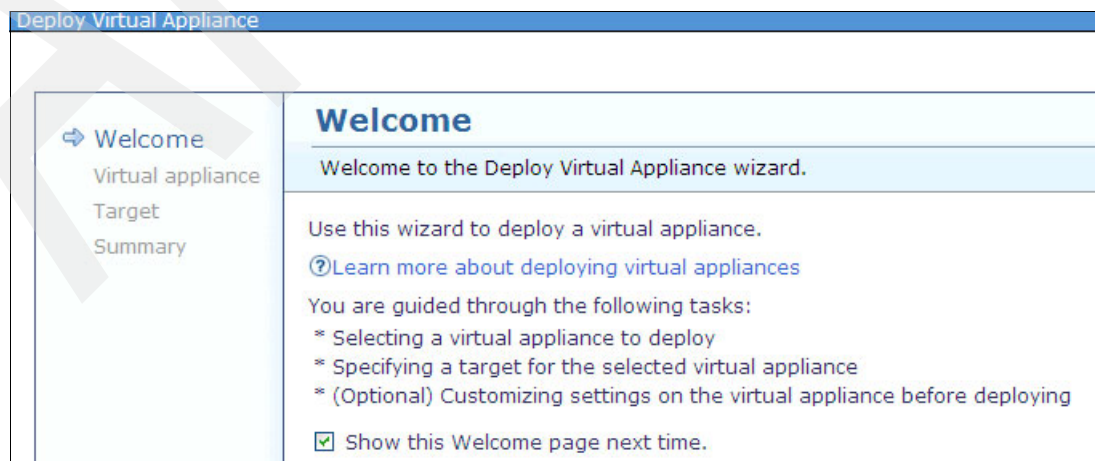 Deploy Virtual Appliance
Welcome
Virtual appliance
Target
Summary
Welcome
Welcome to the Deploy Virtual Appliance wizard.
Use this wizard to deploy a virtual appliance.
Learn more about deploying virtual appliances
You are guided through the following tasks:
* Selecting a virtual appliance to deploy
* Specifying a target for the selected virtual appliance
* (Optional) Customizing settings on the virtual appliance before deploying
Show this Welcome page next time.